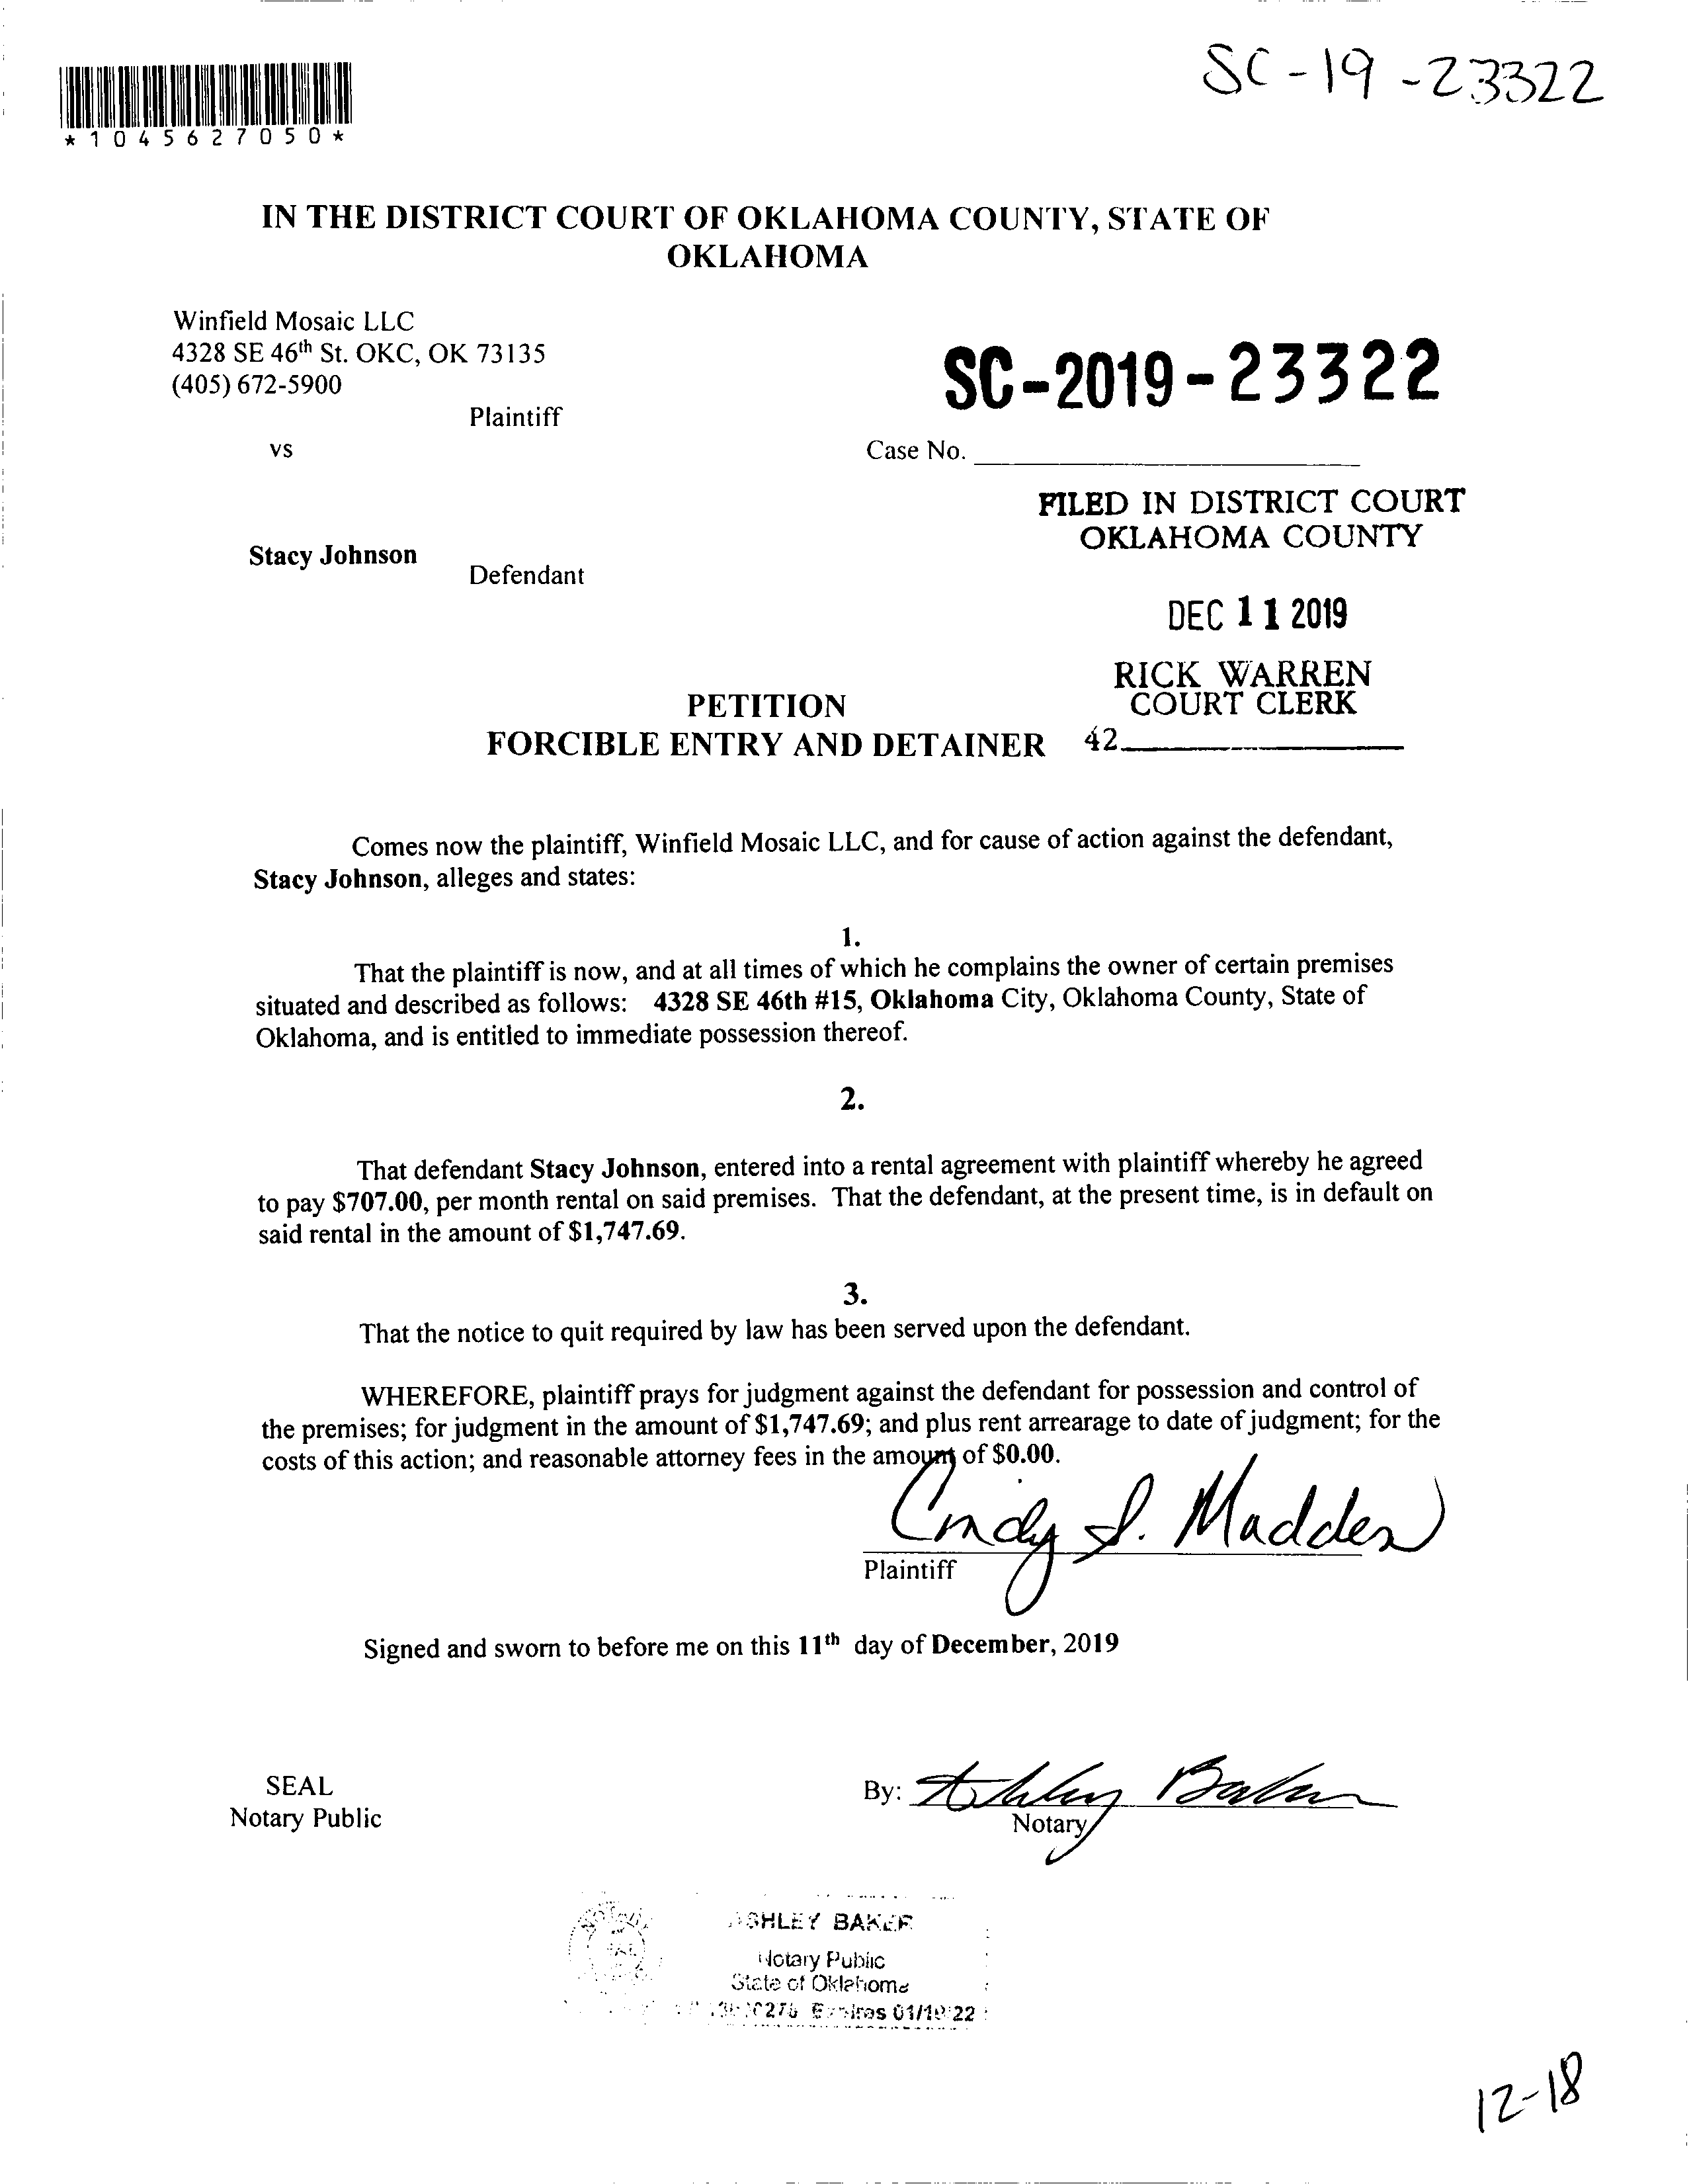 SC-19-23322
*1045627050*
IN THE DISTRICT COURT OF OKLAHOMA COUNTY, STATE OF
OKLAHOMA
Winfield Mosaic LLC
4328 SE 46th St. OKC, OK 73135
(405) 672-5900
Plaintiff
vs
SC-2019-23322
Case No.
FILED IN DISTRICT COURT
OKLAHOMA COUNTY
Stacy Johnson
Defendant
DEC 11 2019
RICK WARREN
COURT CLERK
42
PETITION
FORCIBLE ENTRY AND DETAINER
Comes now the plaintiff, Winfield Mosaic LLC, and for cause of action against the defendant,
Stacy Johnson, alleges and states:
1.
That the plaintiff is now, and at all times of which he complains the owner of certain premises
situated and described as follows: 4328 SE 46th #15, Oklahoma City, Oklahoma County, State of
Oklahoma, and is entitled to immediate possession thereof.
2.
That defendant Stacy Johnson, entered into a rental agreement with plaintiff whereby he agreed
to pay $707.00, per month rental on said premises. That the defendant, at the present time, is in default on
said rental in the amount of $1,747.69.
3.
That the notice to quit required by law has been served upon the defendant.
WHEREFORE, plaintiff prays for judgment against the defendant for possession and control of
the premises; for judgment in the amount of $1,747.69; and plus rent arrearage to date of judgment; for the
costs of this action; and reasonable attorney fees in the amount of $0.00.
Cindy S. Madden
Plaintiff
Signed and sworn to before me on this 11th day of December, 2019
SEAL
Notary Public
By: Ashley Baker
Notary
ASHLEY BAKER
Notary Public
State of Oklahoma
Expires 01/19/22
12-18